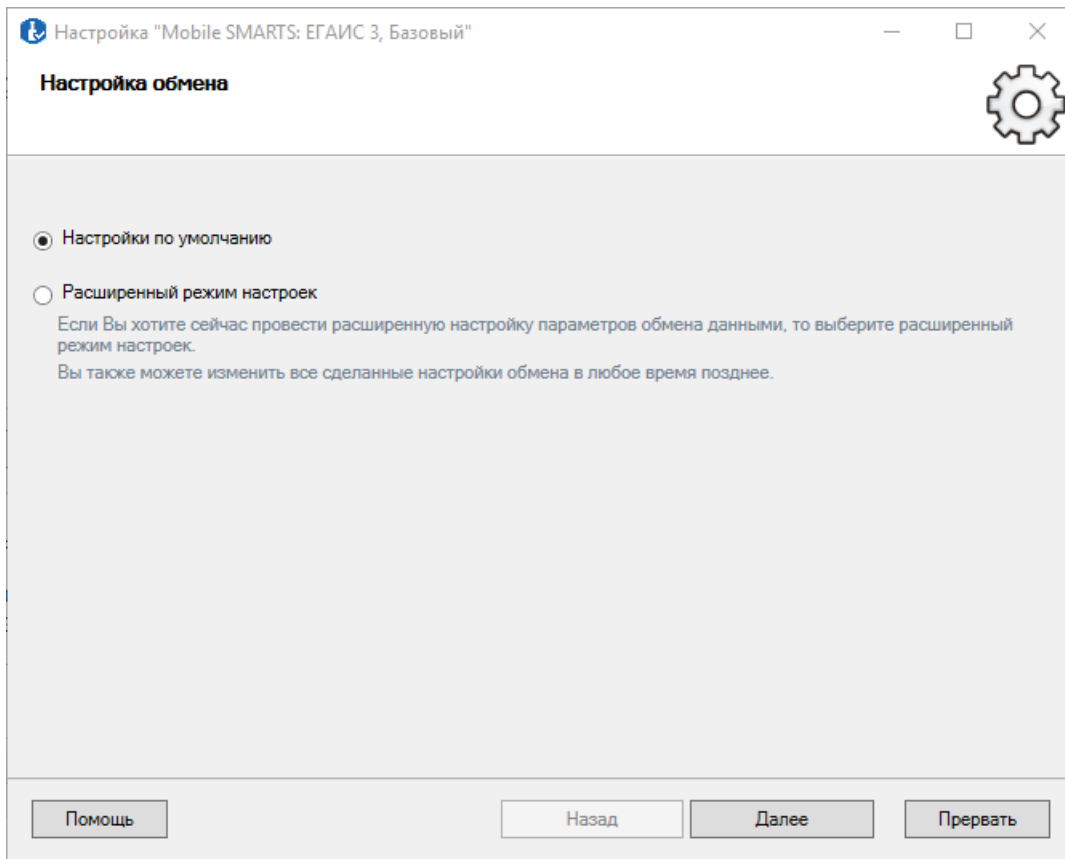 Настройка "Mobile SMARTS: ЕГАИС 3, Базовый"
Настройка обмена
Настройки по умолчанию
Расширенный режим настроек
Если Вы хотите сейчас провести расширенную настройку параметров обмена данными, то выберите расширенный
режим настроек.
Вы также можете изменить все сделанные настройки обмена в любое время позднее.
Помощь Назад Далее Прервать